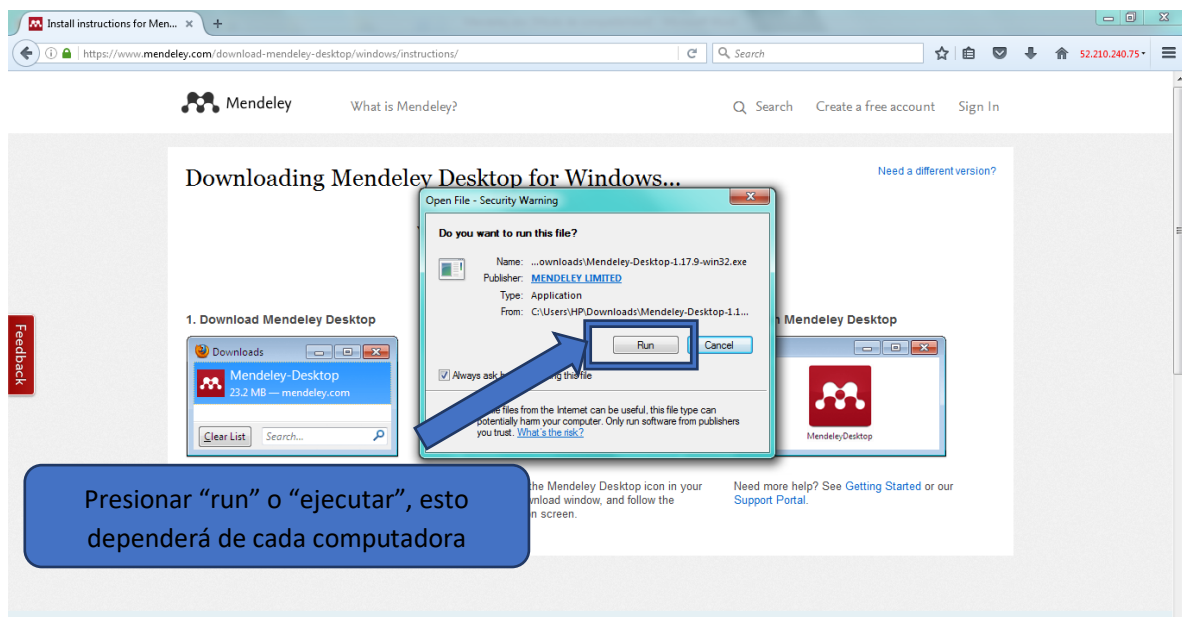 Install instructions for Men...
https://www.mendeley.com/download-mendeley-desktop/windows/instructions/
Search
52.210.240.75
Mendeley
What is Mendeley?
Search
Create a free account
Sign In
Downloading Mendeley Desktop for Windows...
Need a different version?
Open File - Security Warning
Do you want to run this file?
Name: ...ownloads\Mendeley-Desktop-1.17.9-win32.exe
Publisher: MENDELEY LIMITED
Type: Application
From: C:\Users\HP\Downloads\Mendeley-Desktop-1.1...
Run
Cancel
Always ask
this file
files from the Internet can be useful, this file type can
potentially harm your computer. Only run software from publishers
you trust. What's the risk?
Feedback
1. Download Mendeley Desktop
Downloads
Mendeley-Desktop
23.2 MB — mendeley.com
Clear List
Search...
Mendeley Desktop
MendeleyDesktop
the Mendeley Desktop icon in your
window, and follow the
screen.
Need more help? See Getting Started or our
Support Portal.
Presionar “run” o “ejecutar”, esto
dependerá de cada computadora